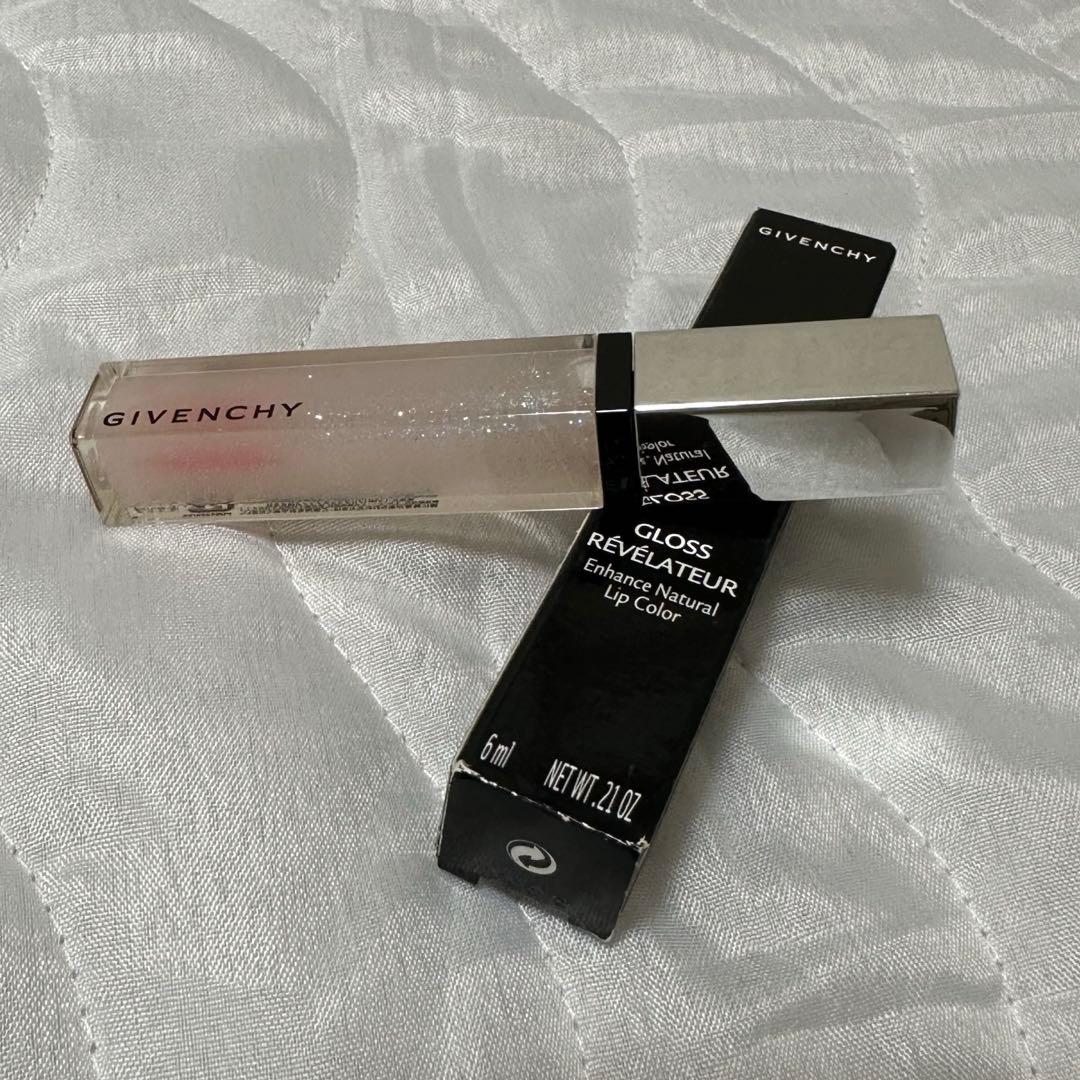 GIVENCHY
GIVENCHY
GLOSS
RÉVÉLATEUR
Enhance Natural
Lip Color
6 ml NET WT. .21 OZ